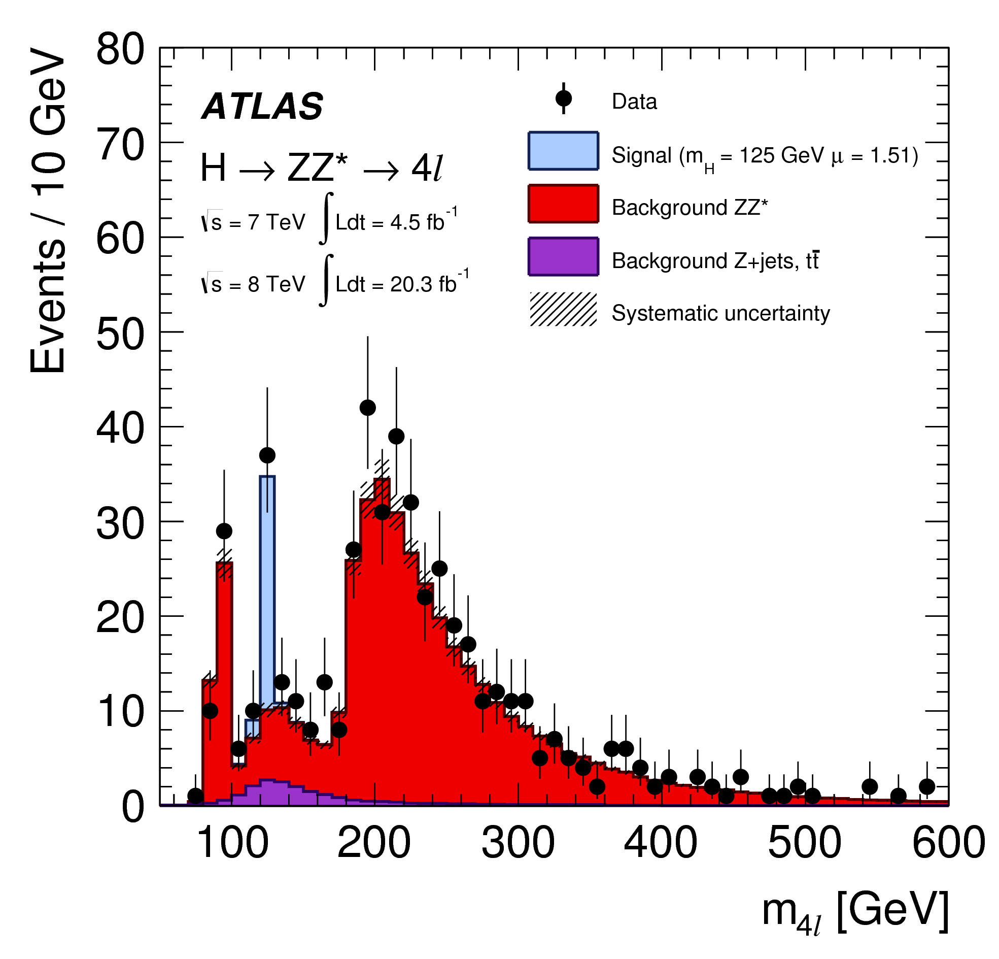 Events / 10 GeV
80
70
60
50
40
30
20
10
0
ATLAS
H → ZZ* → 4l
√s = 7 TeV ∫Ldt = 4.5 fb⁻¹
√s = 8 TeV ∫Ldt = 20.3 fb⁻¹
Data
Signal (m_H = 125 GeV μ = 1.51)
Background ZZ*
Background Z+jets, tt̄
Systematic uncertainty
100 200 300 400 500 600
m_4l [GeV]